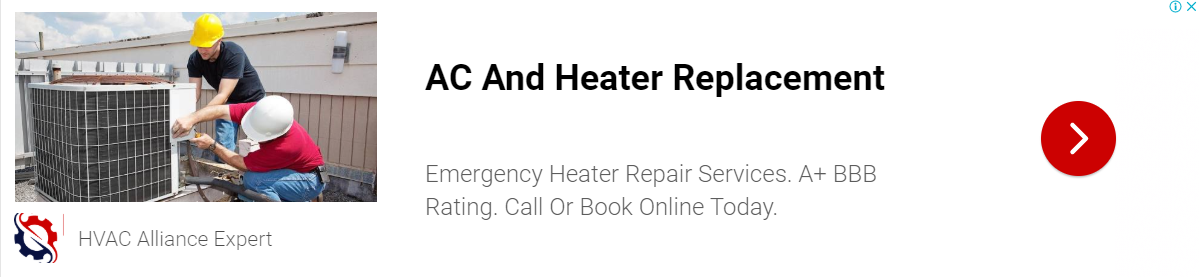 AC And Heater Replacement
Emergency Heater Repair Services. A+ BBB
Rating. Call Or Book Online Today.
HVAC Alliance Expert